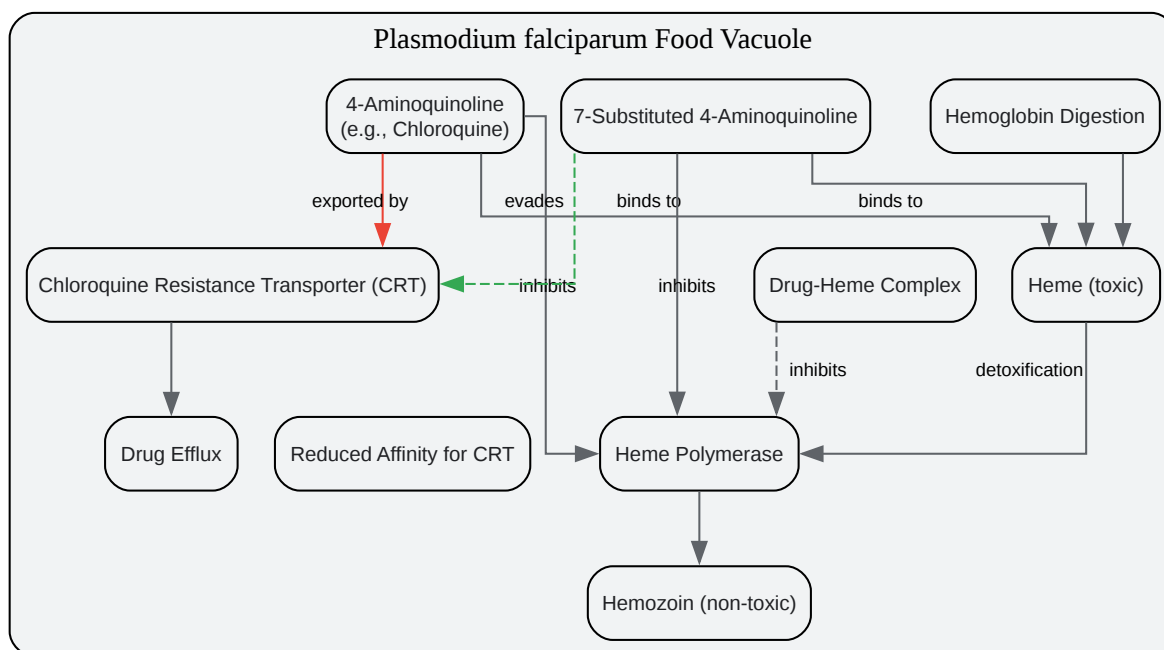 Plasmodium falciparum Food Vacuole
4-Aminoquinoline
(e.g., Chloroquine)
7-Substituted 4-Aminoquinoline
Hemoglobin Digestion
exported by
evades
binds to
binds to
Chloroquine Resistance Transporter (CRT)
inhibits
inhibits
Drug-Heme Complex
Heme (toxic)
inhibits
detoxification
Drug Efflux
Reduced Affinity for CRT
Heme Polymerase
Hemozoin (non-toxic)